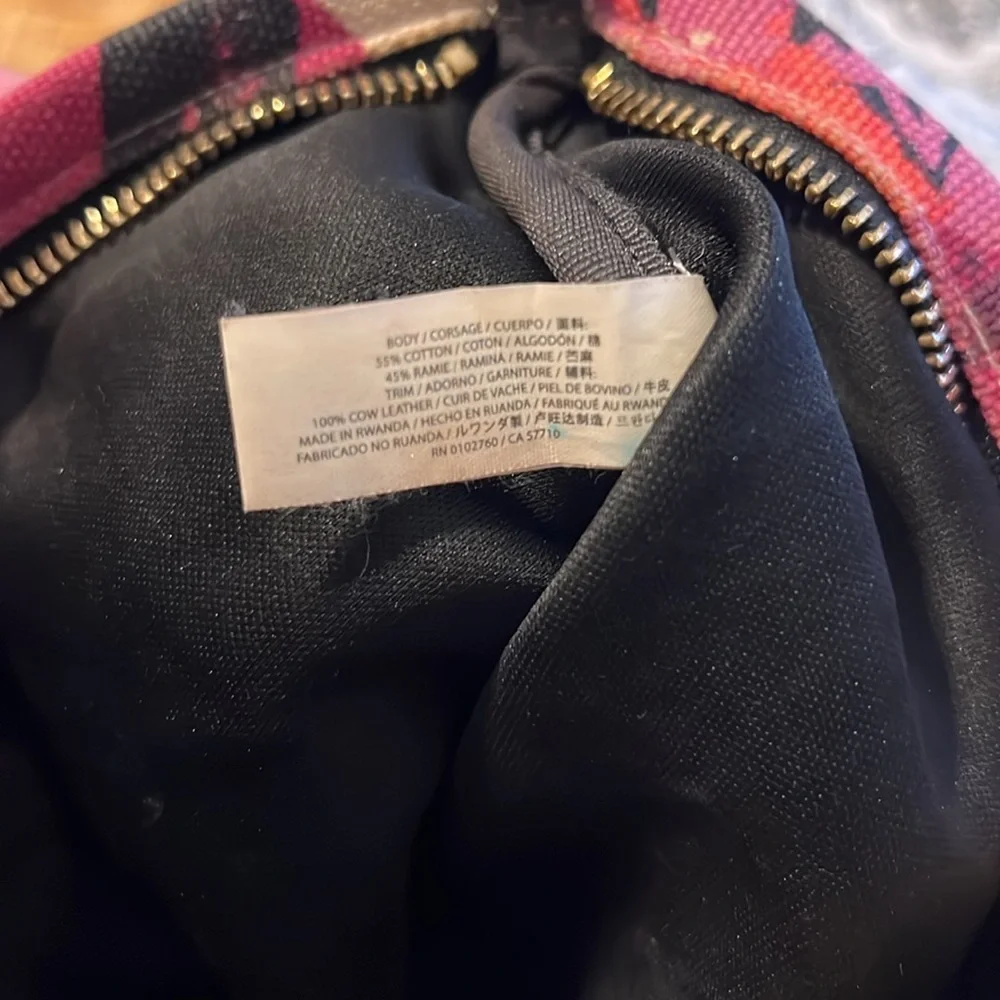 BODY / CORSAGE / CUERPO / 面料:
55% COTTON / COTON / ALGODÓN / 棉
45% RAMIE / RAMINA / RAMIE / 苎麻
TRIM / ADORNO / GARNITURE / 辅料:
100% COW LEATHER / CUIR DE VACHE / PIEL DE BOVINO / 牛皮
MADE IN RWANDA / HECHO EN RUANDA / FABRIQUÉ AU RWANDA
FABRICADO NO RUANDA / ルワンダ製 / 卢旺达制造 /
RN 0102760 / CA 57710